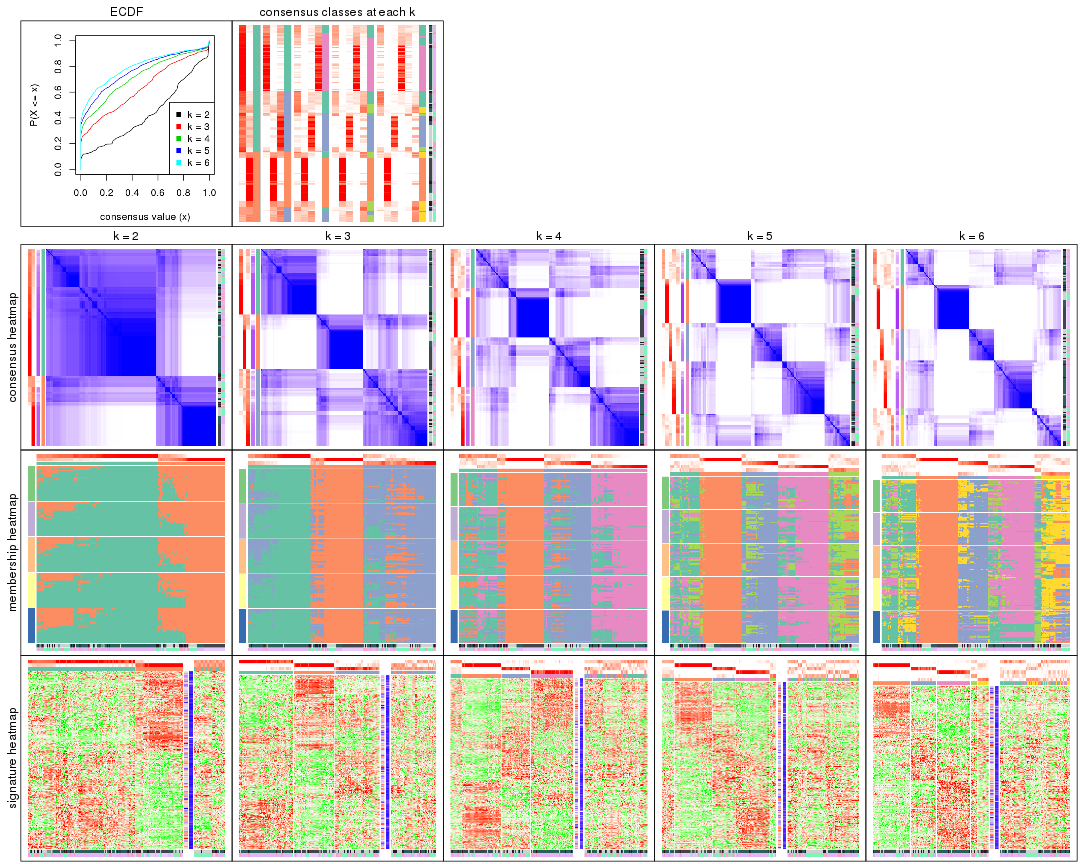 ECDF
consensus classes at each k
P(X <= x)
0.0
0.2
0.4
0.6
0.8
1.0
k = 2
k = 3
k = 4
k = 5
k = 6
0.0 0.2 0.4 0.6 0.8 1.0
consensus value (x)
k = 2 k = 3 k = 4 k = 5 k = 6
consensus heatmap
membership heatmap
signature heatmap